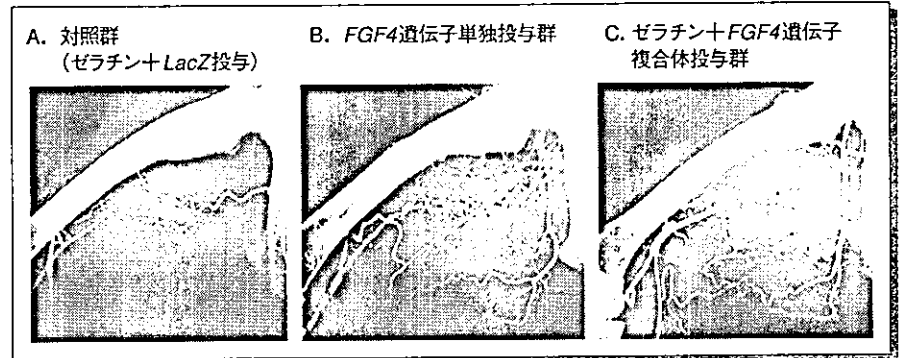 A. 対照群
(ゼラチン+LacZ投与)
B. FGF4遺伝子単独投与群
C. ゼラチン+FGF4遺伝子
複合体投与群